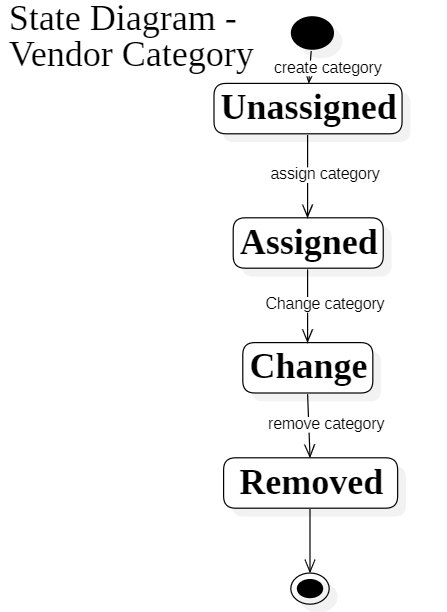 State Diagram -
Vendor Category
create category
Unassigned
assign category
Assigned
Change category
Change
remove category
Removed